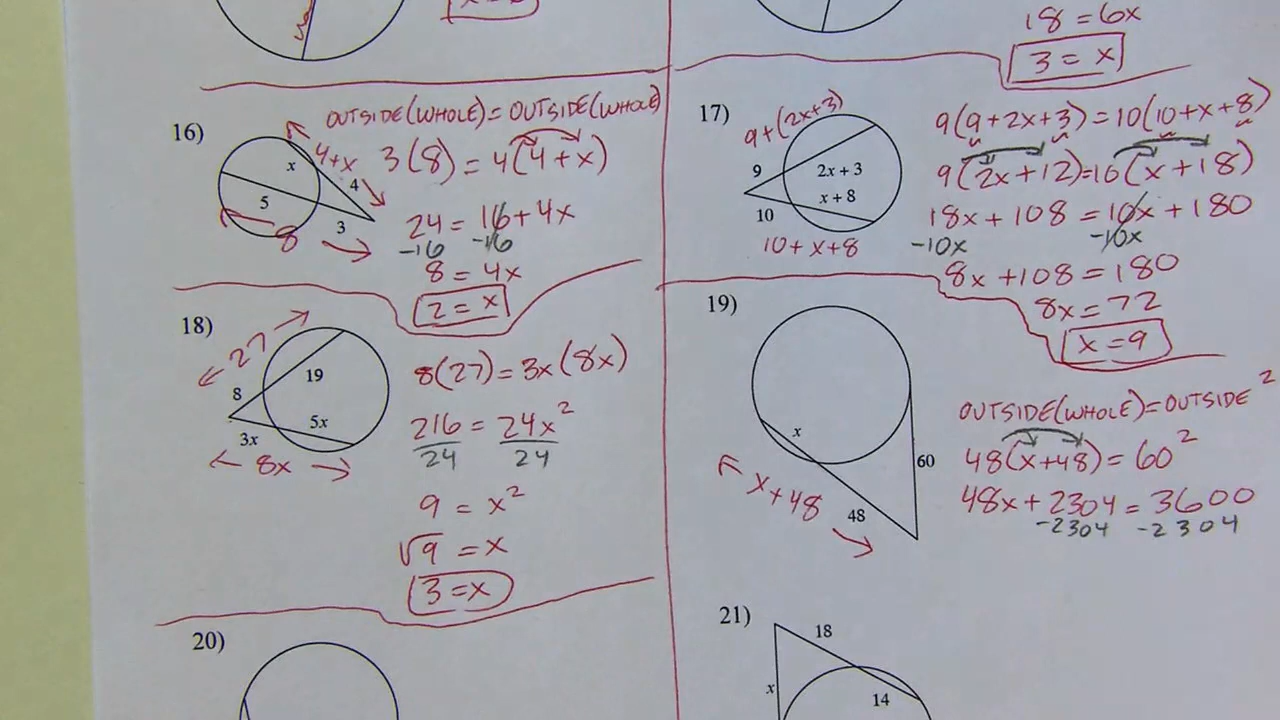 18 = 6x
3 = x
16)
OUTSIDE(WHOLE) = OUTSIDE(WHOLE)
x
4+x
4
5
3
8
3(8) = 4(4+x)
24 = 16+4x
-16 -16
8 = 4x
2 = x
17)
9+(2x+3)
9
2x + 3
x + 8
10
10+x+8
9(9+2x+3)=10(10+x+8)
9(2x+12)=10(x+18)
18x+108 = 10x+180
-10x -10x
8x+108=180
8x=72
x=9
18)
27
8
19
5x
3x
8x
8(27)=3x(8x)
216 = 24x²
24 24
9 = x²
√9 = x
3=x
19)
x
60
x+48
48
OUTSIDE(WHOLE)=OUTSIDE²
48(x+48)=60²
48x+2304=3600
-2304 -2304
20)
21)
18
x
14